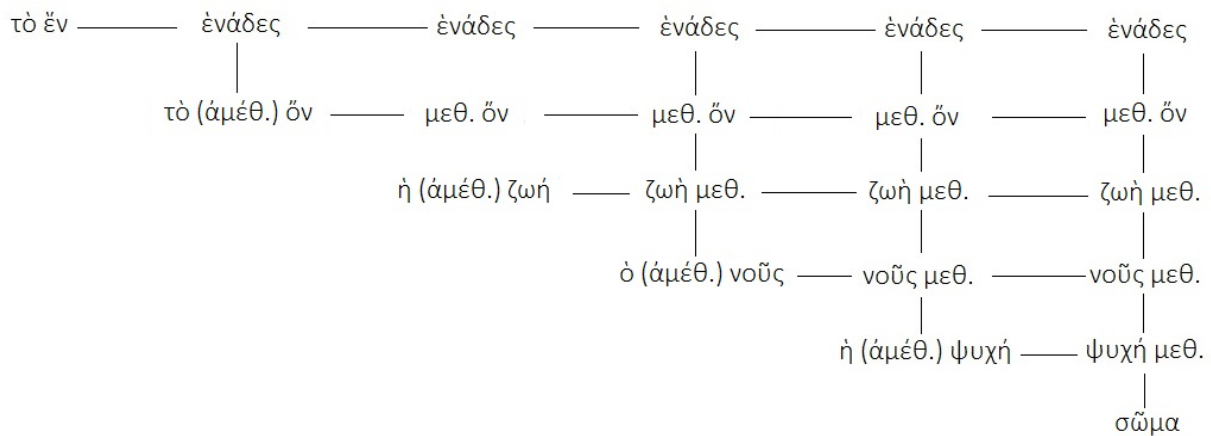 τὸ ἕν ἑνάδες ἑνάδες ἑνάδες ἑνάδες ἑνάδες
τὸ (ἀμέθ.) ὄν μεθ. ὄν μεθ. ὄν μεθ. ὄν μεθ. ὄν
ἡ (ἀμέθ.) ζωή ζωὴ μεθ. ζωὴ μεθ. ζωὴ μεθ.
ὁ (ἀμέθ.) νοῦς νοῦς μεθ. νοῦς μεθ.
ἡ (ἀμέθ.) ψυχή ψυχή μεθ.
σῶμα